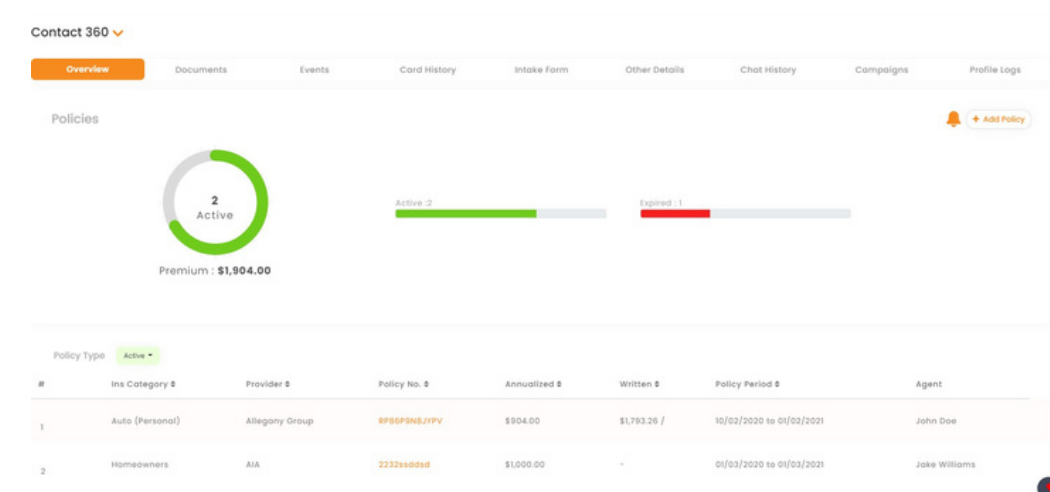 Contact 360
Overview Documents Events Card History Intake Form Other Details Chat History Campaigns Profile Logs
Policies
+ Add Policy
2
Active
Active :2
Expired : 1
Premium : $1,904.00
Policy Type Active
# Ins Category Provider Policy No. Annualized Written Policy Period Agent
1 Auto (Personal) Allegany Group RP86P9N8JYPV $904.00 $1,793.26 / 10/02/2020 to 01/02/2021 John Doe
2 Homeowners AIA 2232ssddsd $1,000.00 - 01/03/2020 to 01/03/2021 Jake Williams